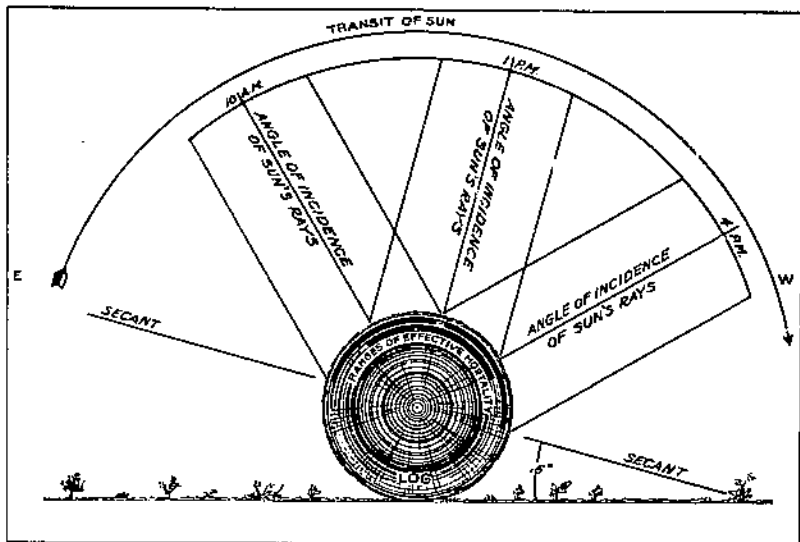 TRANSIT OF SUN
10 A.M.
1 P.M.
4 P.M.
ANGLE OF INCIDENCE
OF SUN'S RAYS
ANGLE OF INCIDENCE
OF SUN'S RAYS
ANGLE OF INCIDENCE
OF SUN'S RAYS
E
W
SECANT
RANGES OF EFFECTIVE MORTALITY
LOG
SECANT